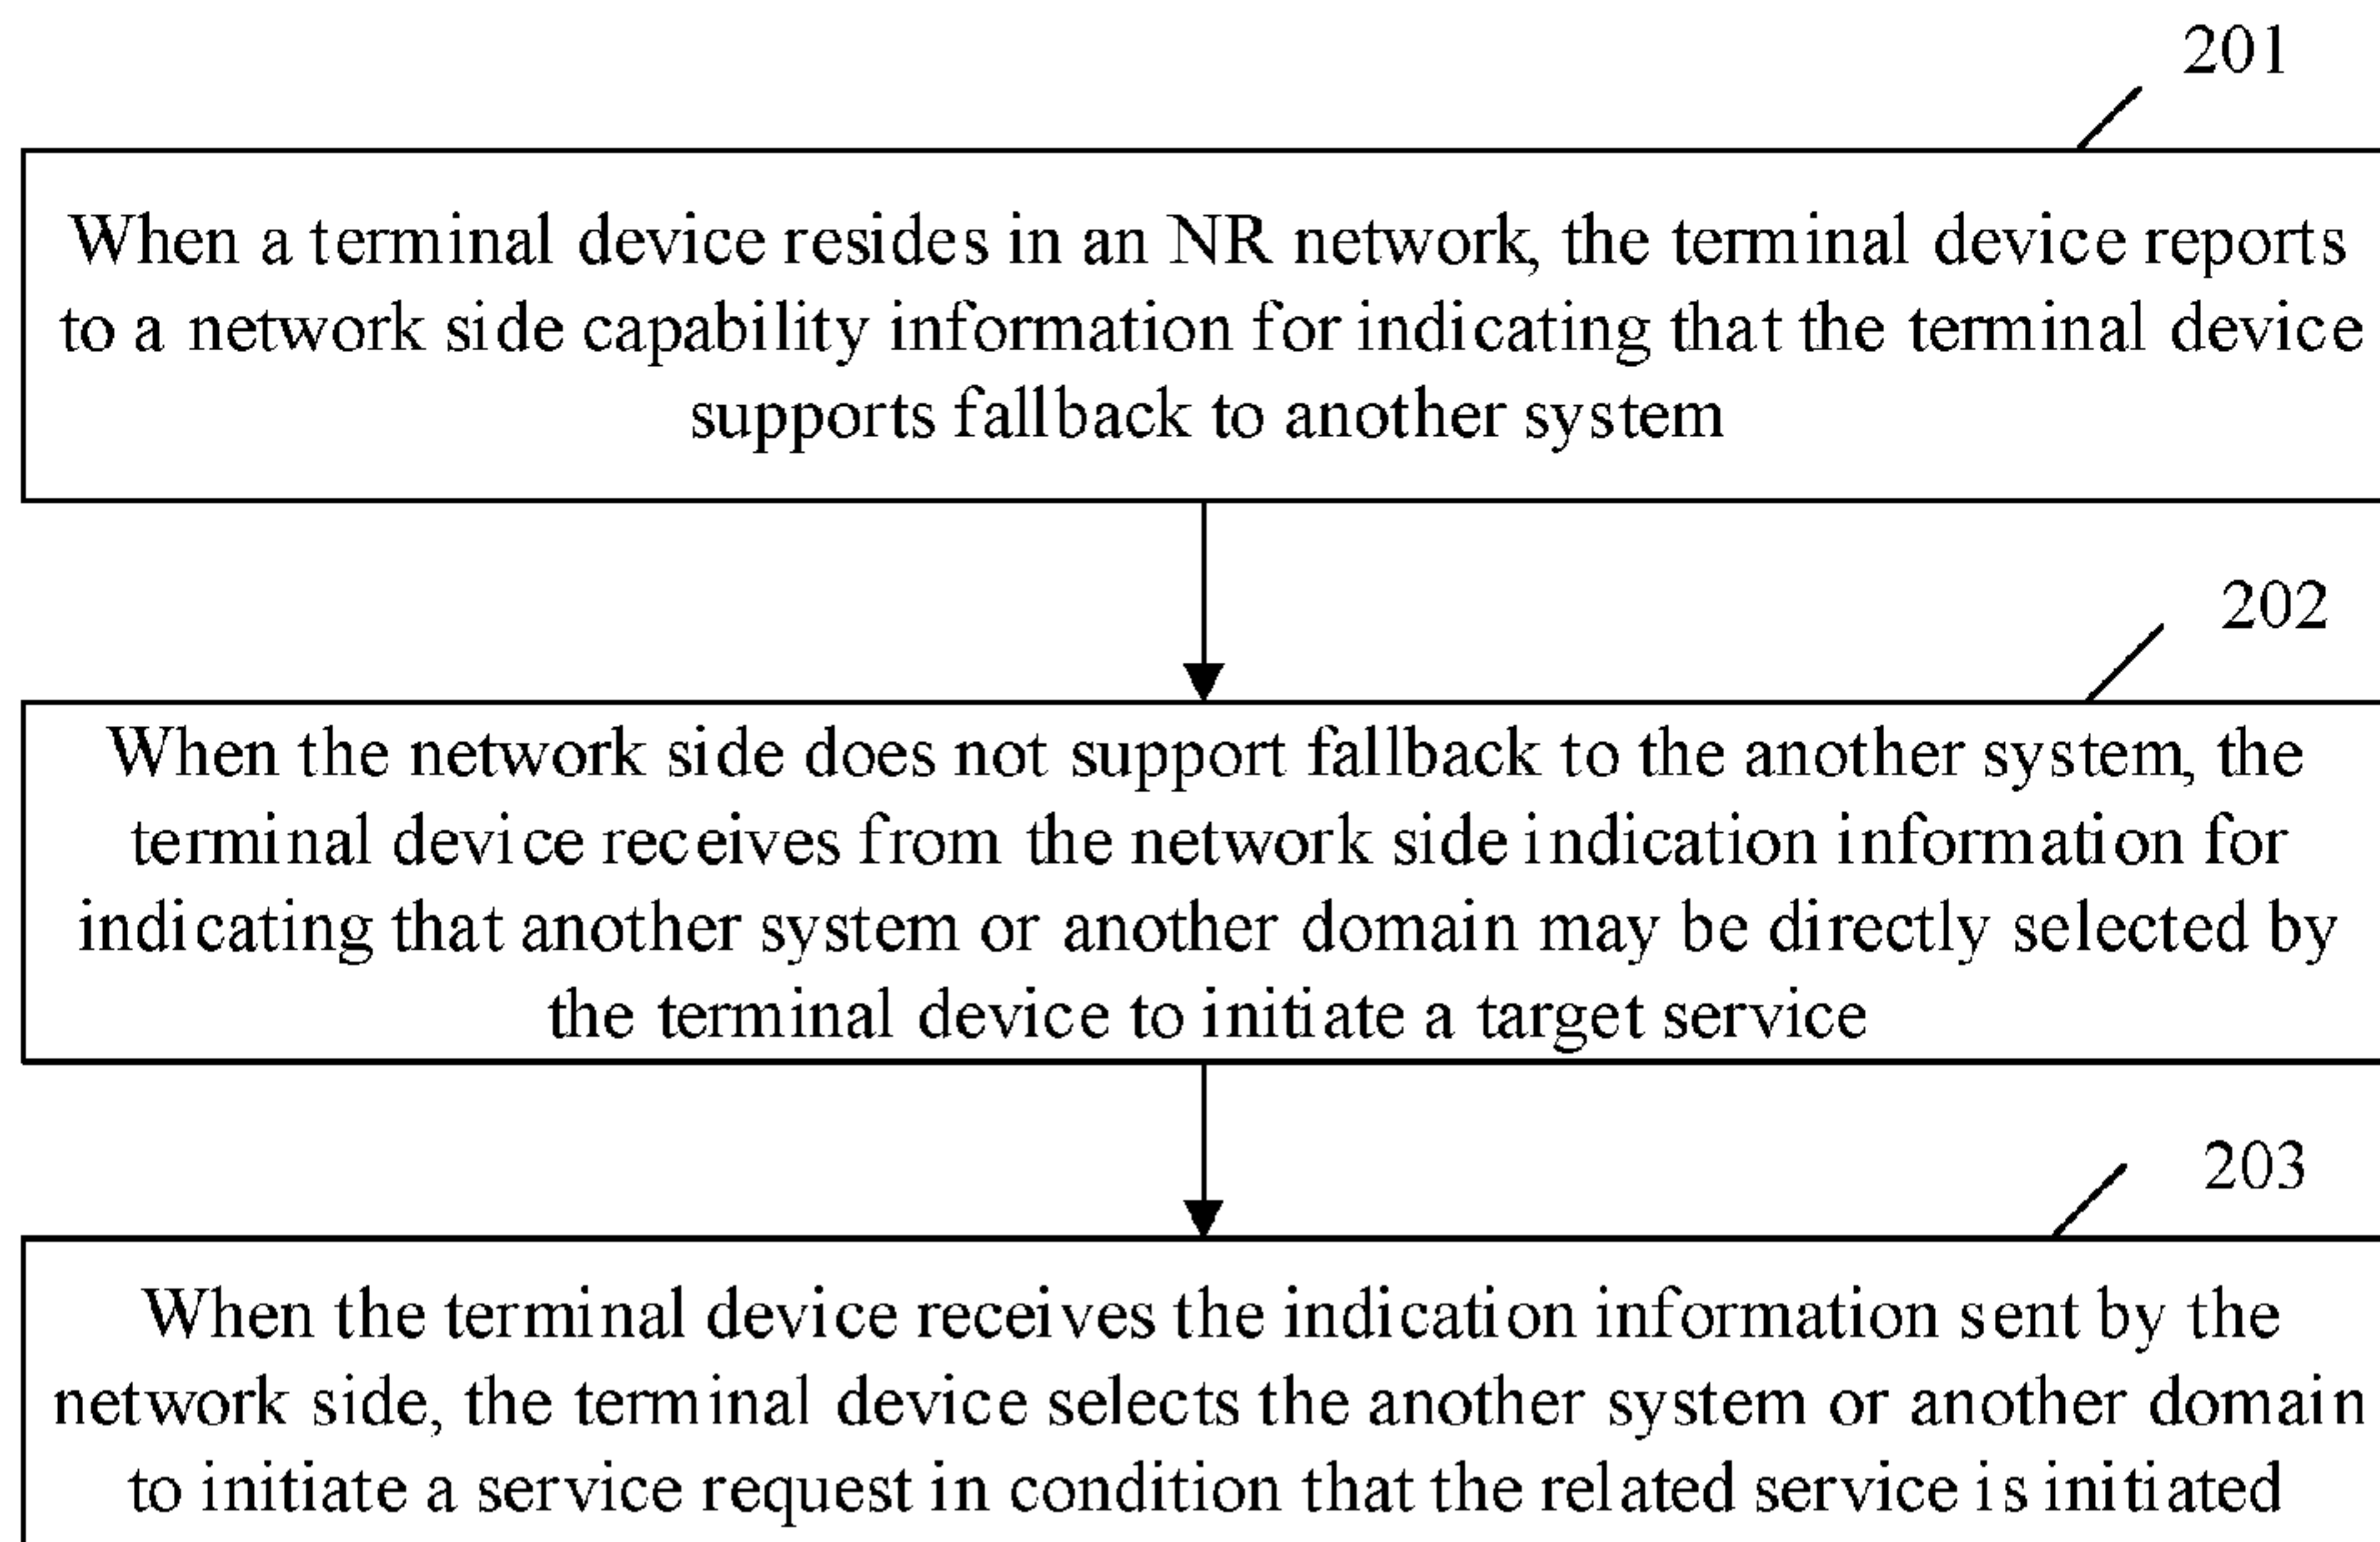 201
When a terminal device resides in an NR network, the terminal device reports
to a network side capability information for indicating that the terminal device
supports fallback to another system
202
When the network side does not support fallback to the another system, the
terminal device receives from the network side indication information for
indicating that another system or another domain may be directly selected by
the terminal device to initiate a target service
203
When the terminal device receives the indication information sent by the
network side, the terminal device selects the another system or another domain
to initiate a service request in condition that the related service is initiated